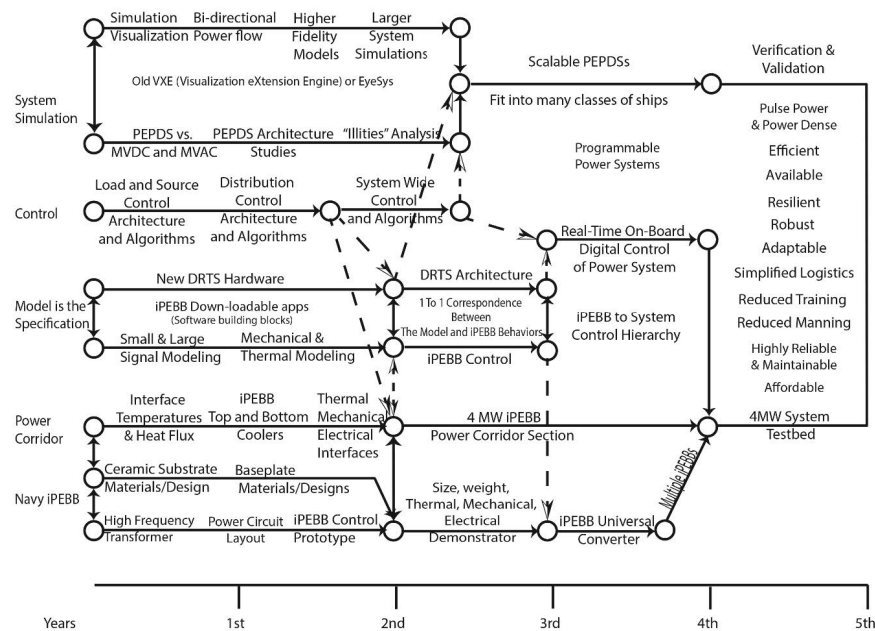 Simulation
Visualization
Bi-directional
Power flow
Higher
Fidelity
Models
Larger
System
Simulations
Old VXE (Visualization eXtension Engine) or EyeSys
System
Simulation
PEPDS vs.
MVDC and MVAC
PEPDS Architecture
Studies
“Illities” Analysis
Scalable PEPDSs
Fit into many classes of ships
Programmable
Power Systems
Verification &
Validation
Pulse Power
& Power Dense
Efficient
Available
Resilient
Robust
Adaptable
Simplified Logistics
Reduced Training
Reduced Manning
Highly Reliable
& Maintainable
Affordable
Control
Load and Source
Control
Architecture
and Algorithms
Distribution
Control
Architecture
and Algorithms
System Wide
Control
and Algorithms
Real-Time On-Board
Digital Control
of Power System
Model is the
Specification
New DRTS Hardware
iPEBB Down-loadable apps
(Software building blocks)
Small & Large
Signal Modeling
Mechanical &
Thermal Modeling
DRTS Architecture
1 To 1 Correspondence
Between
The Model and iPEBB Behaviors
iPEBB Control
iPEBB to System
Control Hierarchy
Power
Corridor
Interface
Temperatures
& Heat Flux
iPEBB
Top and Bottom
Coolers
Thermal
Mechanical
Electrical
Interfaces
4 MW iPEBB
Power Corridor Section
4MW System
Testbed
Navy iPEBB
Ceramic Substrate
Materials/Design
Baseplate
Materials/Designs
High Frequency
Transformer
Power Circuit
Layout
iPEBB Control
Prototype
Size, weight,
Thermal, Mechanical,
Electrical
Demonstrator
iPEBB Universal
Converter
Multiple iPEBBs
Years
1st
2nd
3rd
4th
5th